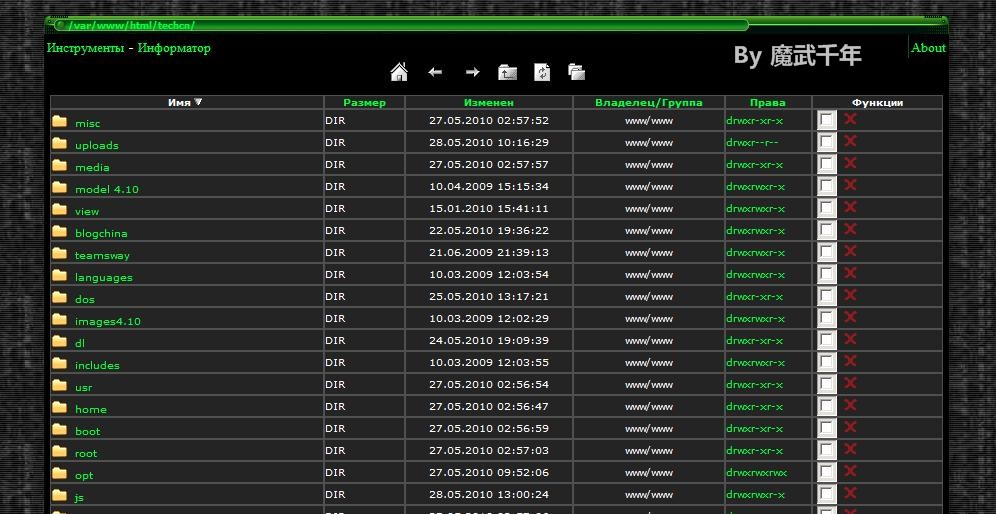 /var/www/html/techcn/
Инструменты - Информатор
By 魔武千年
About
Имя Размер Изменен Владелец/Группа Права Функции
misc DIR 27.05.2010 02:57:52 www/www drwxr-xr-x
uploads DIR 28.05.2010 10:16:29 www/www drwxr--r--
media DIR 27.05.2010 02:57:57 www/www drwxr-xr-x
model 4.10 DIR 10.04.2009 15:15:34 www/www drwxrwxr-x
view DIR 15.01.2010 15:41:11 www/www drwxrwxr-x
blogchina DIR 22.05.2010 19:36:22 www/www drwxrwxr-x
teamsway DIR 21.06.2009 21:39:13 www/www drwxrwxr-x
languages DIR 10.03.2009 12:03:54 www/www drwxrwxr-x
dos DIR 25.05.2010 13:17:21 www/www drwxr-xr-x
images4.10 DIR 10.03.2009 12:02:29 www/www drwxrwxr-x
dl DIR 24.05.2010 19:09:39 www/www drwxr-xr-x
includes DIR 10.03.2009 12:03:55 www/www drwxrwxr-x
usr DIR 27.05.2010 02:56:54 www/www drwxr-xr-x
home DIR 27.05.2010 02:56:47 www/www drwxr-xr-x
boot DIR 27.05.2010 02:56:59 www/www drwxr-xr-x
root DIR 27.05.2010 02:57:03 www/www drwxr-xr-x
opt DIR 27.05.2010 09:52:06 www/www drwxrwxrwx
js DIR 28.05.2010 13:00:24 www/www drwxrwxr-x